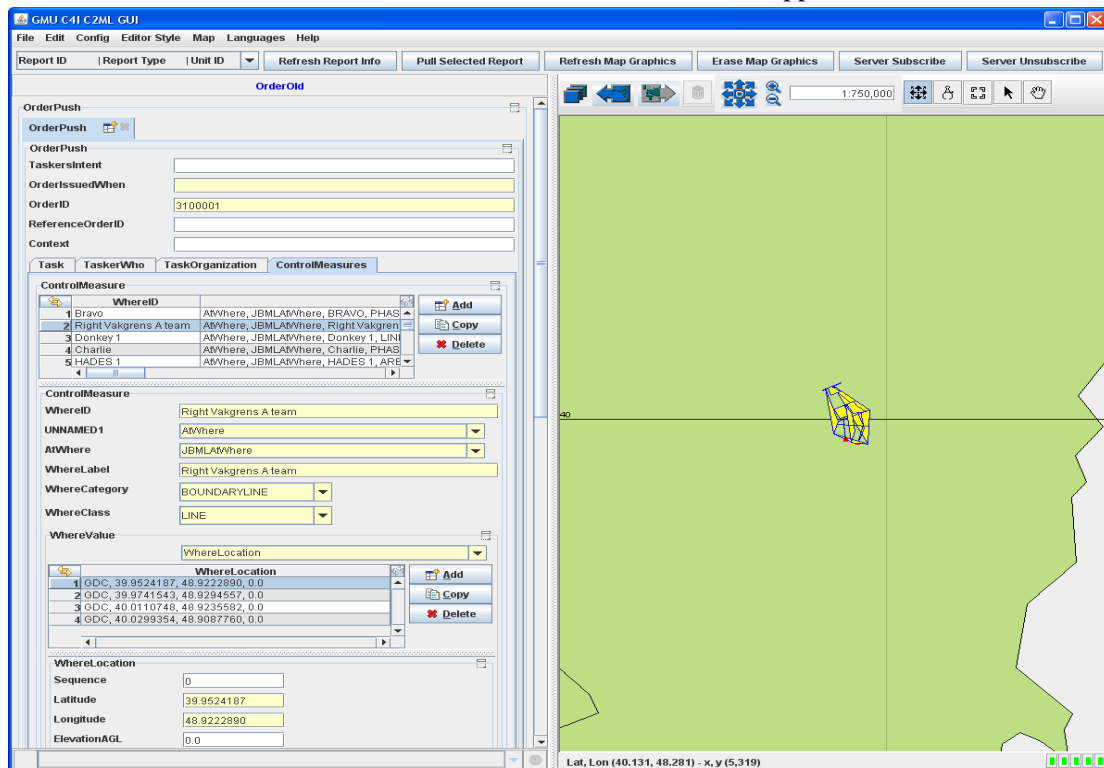 appl
GMU C4I C2ML GUI
File Edit Config Editor Style Map Languages Help
Report ID |Report Type |Unit ID Refresh Report Info Pull Selected Report Refresh Map Graphics Erase Map Graphics Server Subscribe Server Unsubscribe
OrderOld
1:750,000
OrderPush
OrderPush
OrderPush
TaskersIntent
OrderIssuedWhen
OrderID 3100001
ReferenceOrderID
Context
Task TaskerWho TaskOrganization ControlMeasures
ControlMeasure
WhereID
1 Bravo AtWhere, JBMLAtWhere, BRAVO, PHAS
2 Right Vakgrens A team AtWhere, JBMLAtWhere, Right Vakgren
3 Donkey 1 AtWhere, JBMLAtWhere, Donkey 1, LINI
4 Charlie AtWhere, JBMLAtWhere, Charlie, PHAS
5 HADES 1 AtWhere, JBMLAtWhere, HADES 1, ARE
Add
Copy
Delete
ControlMeasure
WhereID Right Vakgrens A team
UNNAMED1 AtWhere
AtWhere JBMLAtWhere
WhereLabel Right Vakgrens A team
WhereCategory BOUNDARYLINE
WhereClass LINE
WhereValue
WhereLocation
WhereLocation
1 GDC, 39.9524187, 48.9222890, 0.0
2 GDC, 39.9741543, 48.9294557, 0.0
3 GDC, 40.0110748, 48.9235582, 0.0
4 GDC, 40.0299354, 48.9087760, 0.0
Add
Copy
Delete
WhereLocation
Sequence 0
Latitude 39.9524187
Longitude 48.9222890
ElevationAGL 0.0
40
Lat, Lon (40.131, 48.281) - x, y (5,319)